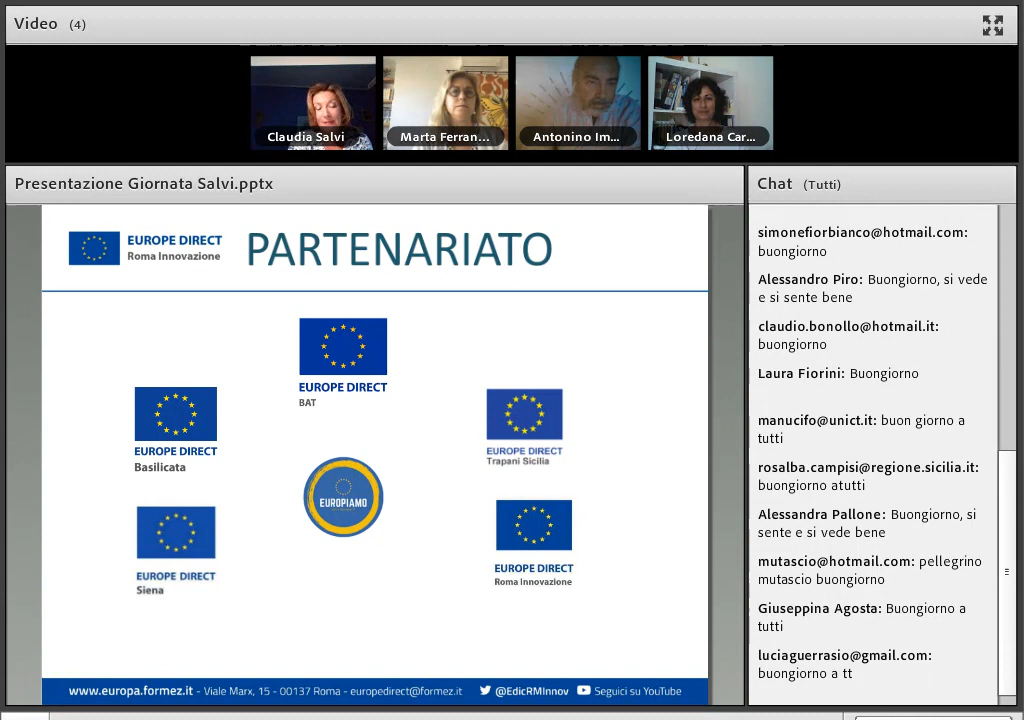 Video (4)
Claudia Salvi
Marta Ferran...
Antonino Im...
Loredana Car...
Presentazione Giornata Salvi.pptx
EUROPE DIRECT
Roma Innovazione
PARTENARIATO
EUROPE DIRECT
BAT
EUROPE DIRECT
Basilicata
EUROPE DIRECT
Trapani Sicilia
EUROPIAMO
EUROPE DIRECT
Siena
EUROPE DIRECT
Roma Innovazione
www.europa.formez.it - Viale Marx, 15 - 00137 Roma - europedirect@formez.it @EdicRMInnov Seguici su YouTube
Chat (Tutti)
simonefiorbianco@hotmail.com:
buongiorno
Alessandro Piro: Buongiorno, si vede
e si sente bene
claudio.bonollo@hotmail.it:
buongiorno
Laura Fiorini: Buongiorno
manucifo@unict.it: buon giorno a
tutti
rosalba.campisi@regione.sicilia.it:
buongiorno atutti
Alessandra Pallone: Buongiorno, si
sente e si vede bene
mutascio@hotmail.com: pellegrino
mutascio buongiorno
Giuseppina Agosta: Buongiorno a
tutti
luciaguerrasio@gmail.com:
buongiorno a tt